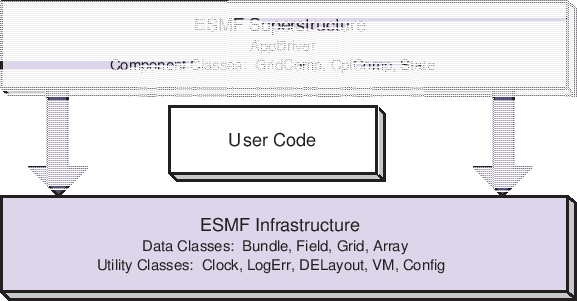 ESMF Superstructure
AppDriver
Component Classes: GridComp, CplComp, State
User Code
ESMF Infrastructure
Data Classes: Bundle, Field, Grid, Array
Utility Classes: Clock, LogErr, DELayout, VM, Config